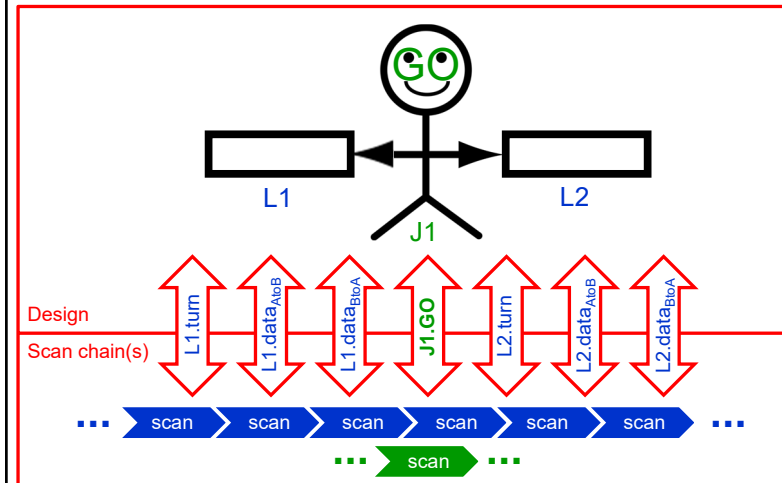 GO
L1
L2
J1
Design
Scan chain(s)
L1.turn
L1.dataAtoB
L1.dataBtoA
J1.GO
L2.turn
L2.dataAtoB
L2.dataBtoA
... scan scan scan scan scan scan ...
... scan ...